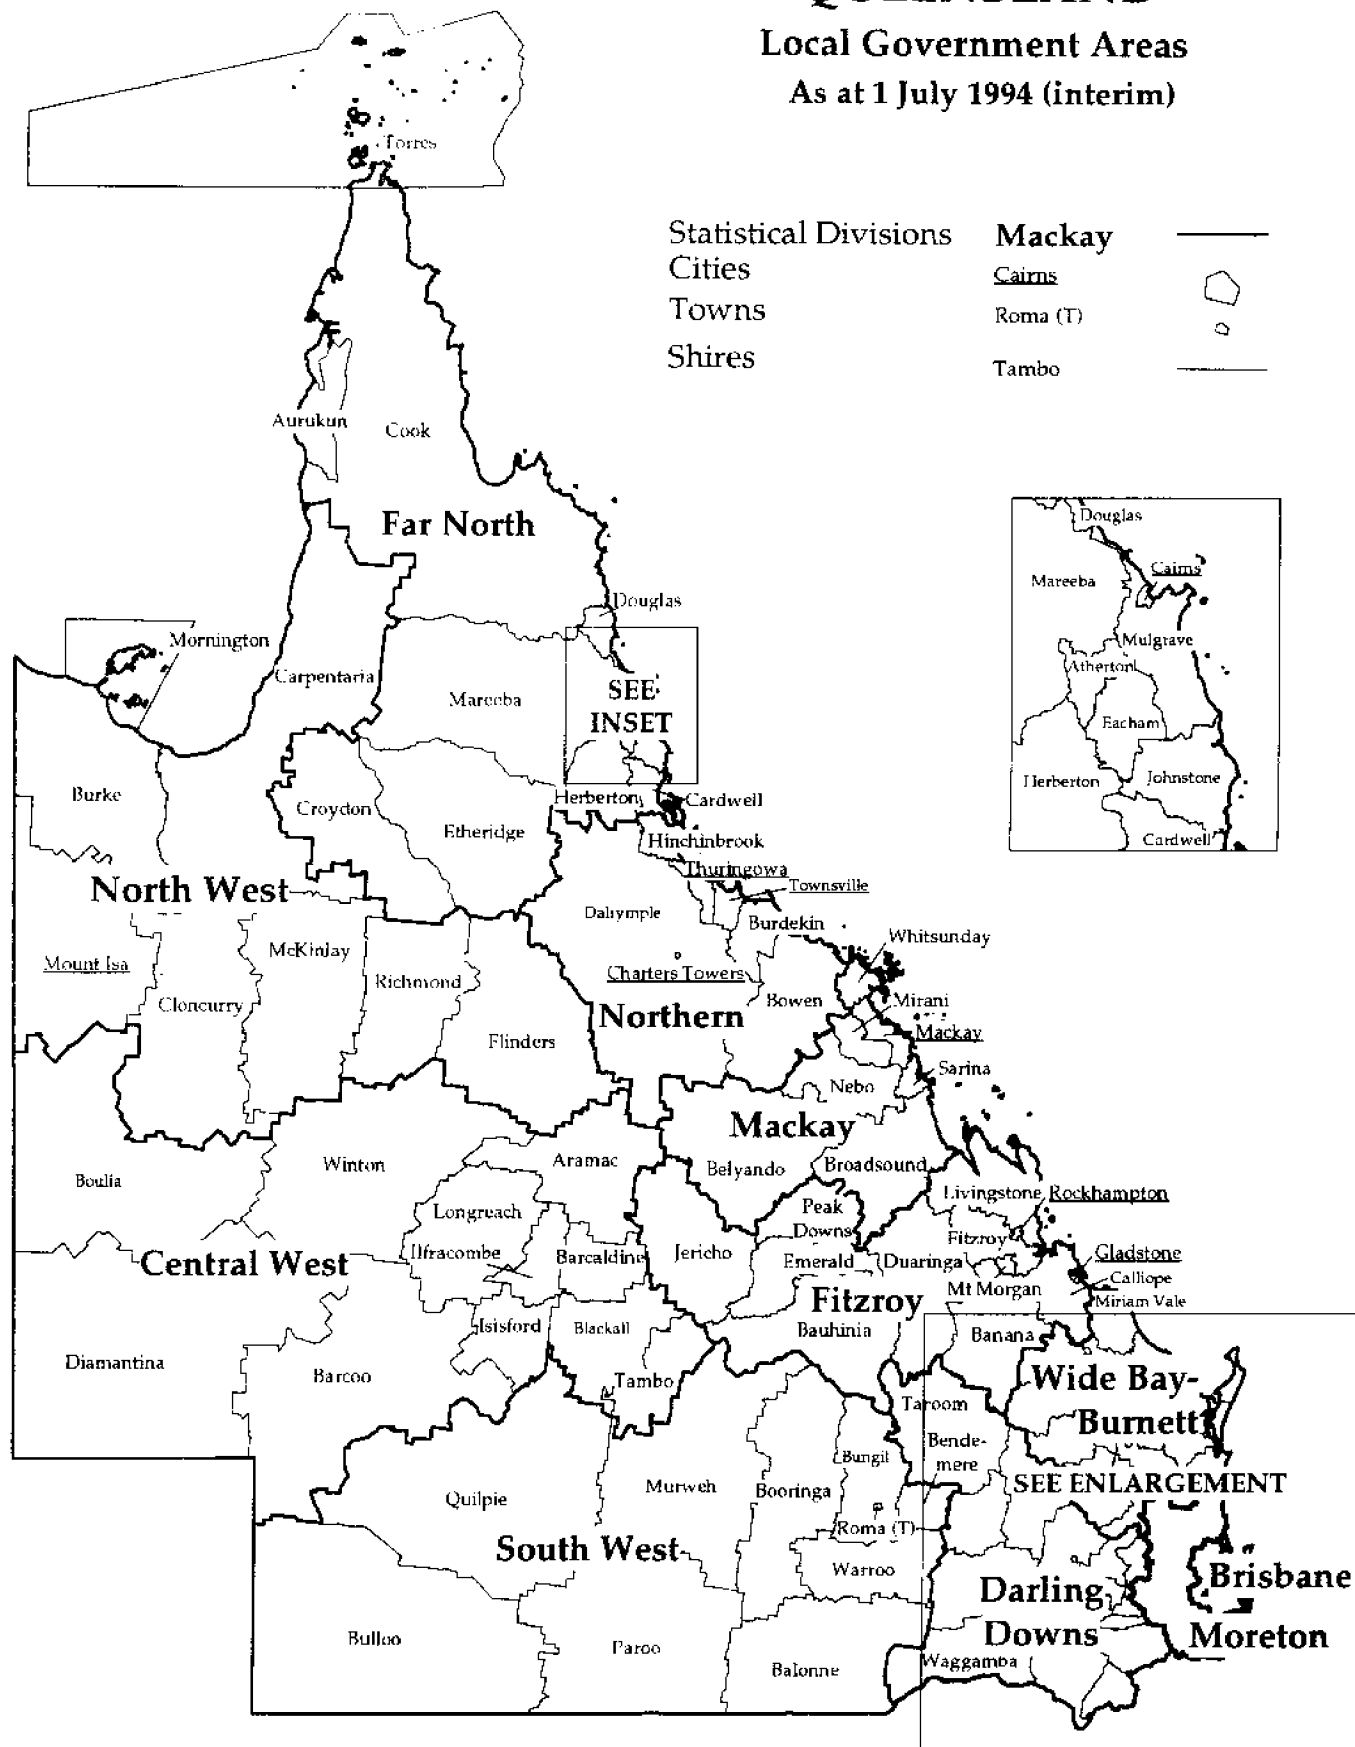 QUEENSLAND
Local Government Areas
As at 1 July 1994 (interim)
Torres
Statistical Divisions Mackay
Cities Cairns
Towns Roma (T)
Shires Tambo
Aurukun
Cook
Far North
Douglas
Mornington
Carpentaria
Mareeba
SEE
INSET
Douglas
Cairns
Mareeba
Mulgrave
Atherton
Eacham
Herberton
Johnstone
Cardwell
Burke
Croydon
Etheridge
Herberton
Cardwell
Hinchinbrook
Thuringowa
Townsville
North West
Dalrymple
Burdekin
Whitsunday
Mount Isa
McKinlay
Richmond
Charters Towers
Cloncurry
Bowen
Mirani
Northern
Mackay
Flinders
Sarina
Nebo
Mackay
Boulia
Winton
Aramac
Belyando
Broadsound
Livingstone
Rockhampton
Longreach
Peak
Downs
Ilfracombe
Barcaldine
Jericho
Fitzroy
Emerald
Duaringa
Gladstone
Central West
Calliope
Mt Morgan
Fitzroy
Miriam Vale
Isisford
Blackall
Bauhinia
Banana
Diamantina
Barcoo
Tambo
Wide Bay-
Burnett
Taroom
Bende-
mere
Bungil
SEE ENLARGEMENT
Quilpie
Murweh
Booringa
Roma (T)
South West
Warroo
Darling
Downs
Brisbane
Moreton
Bulloo
Paroo
Balonne
Waggamba